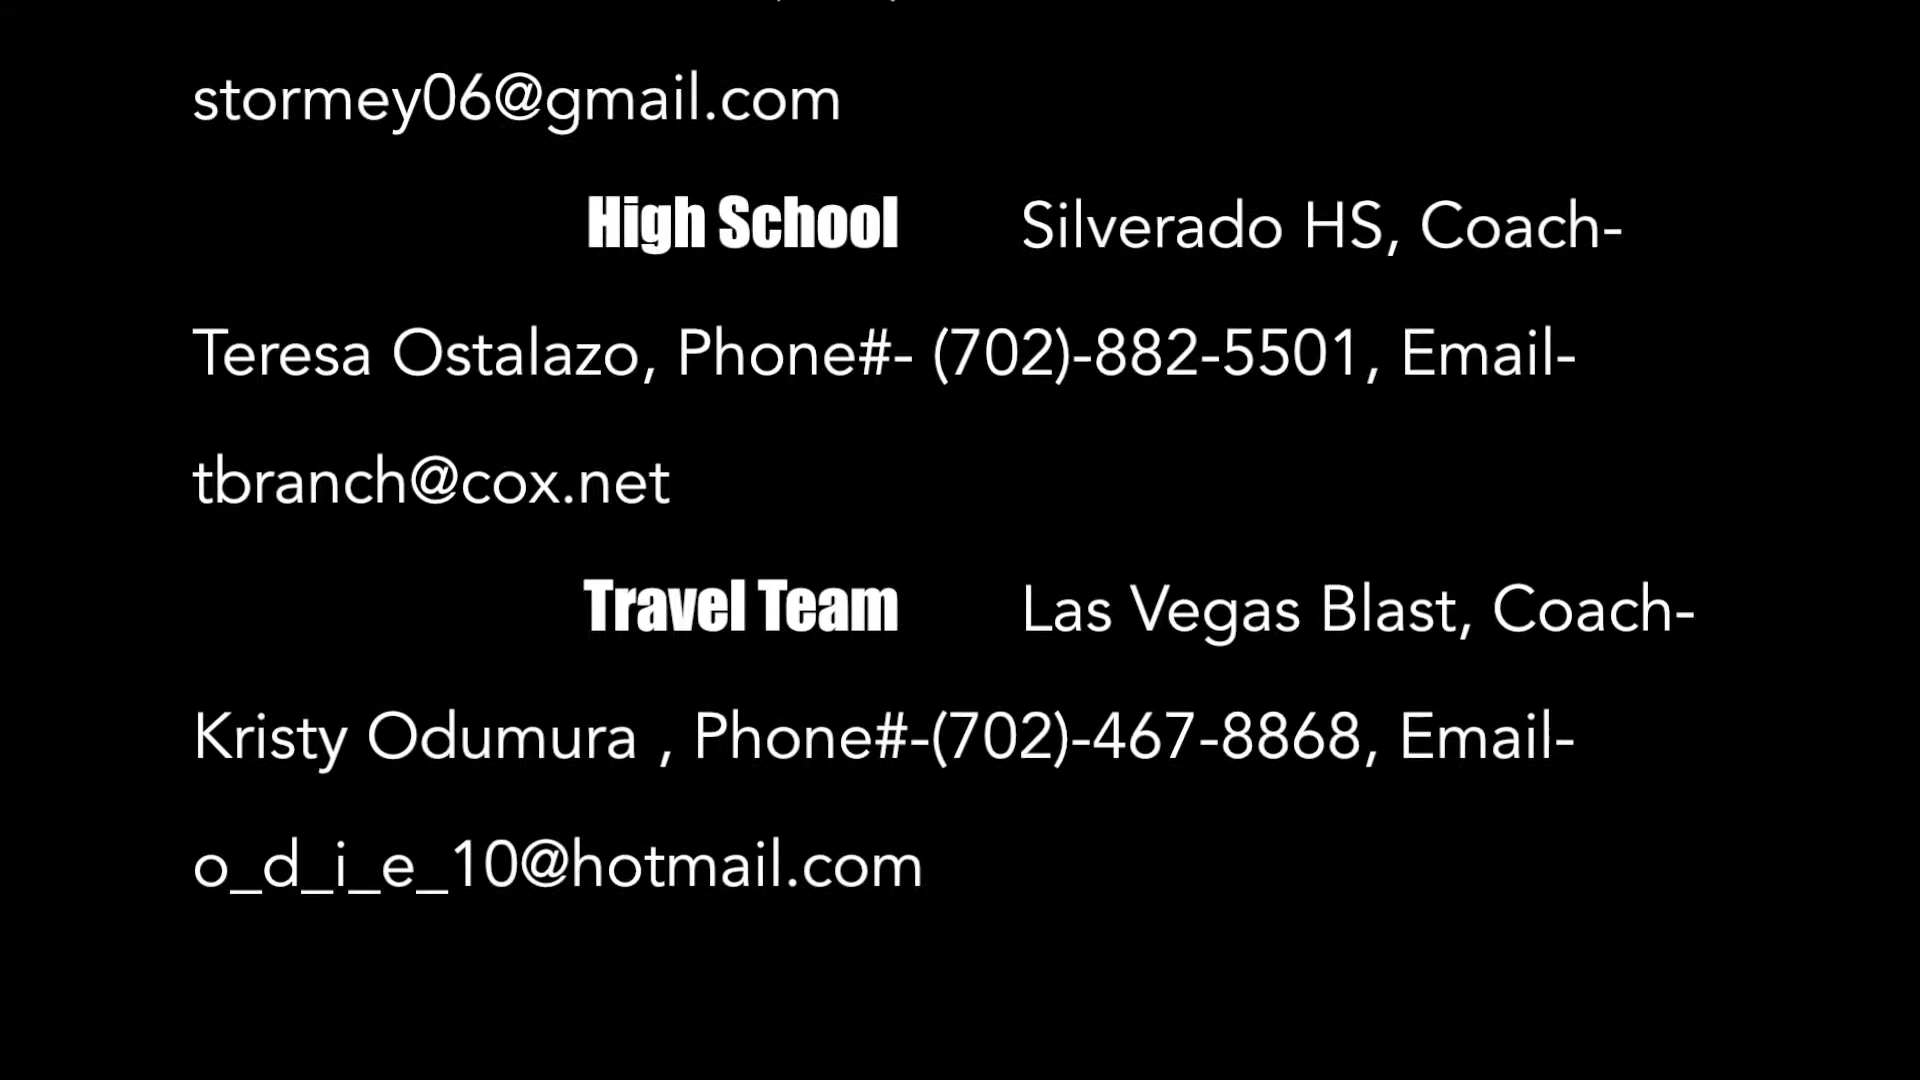 stormey06@gmail.com
High School Silverado HS, Coach-
Teresa Ostalazo, Phone#- (702)-882-5501, Email-
tbranch@cox.net
Travel Team Las Vegas Blast, Coach-
Kristy Odumura , Phone#-(702)-467-8868, Email-
o_d_i_e_10@hotmail.com